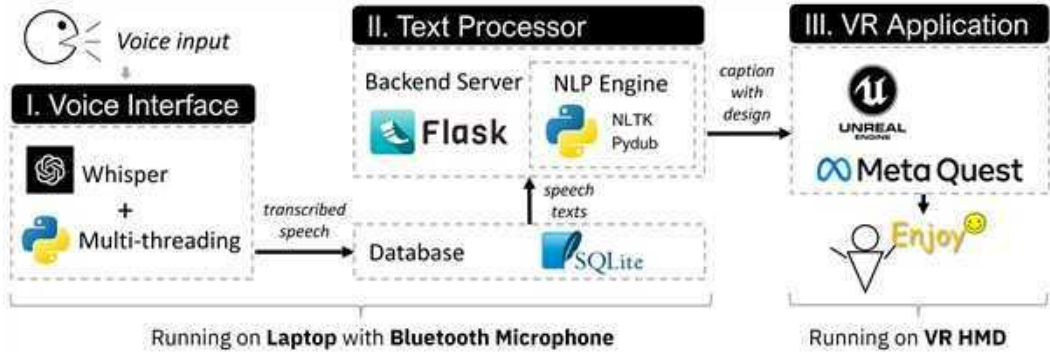 Voice input
I. Voice Interface
Whisper
+
Multi-threading
transcribed
speech
II. Text Processor
Backend Server
Flask
NLP Engine
NLTK
Pydub
speech
texts
Database
SQLite
caption
with
design
III. VR Application
UNREAL
ENGINE
Meta Quest
Enjoy
Running on Laptop with Bluetooth Microphone
Running on VR HMD